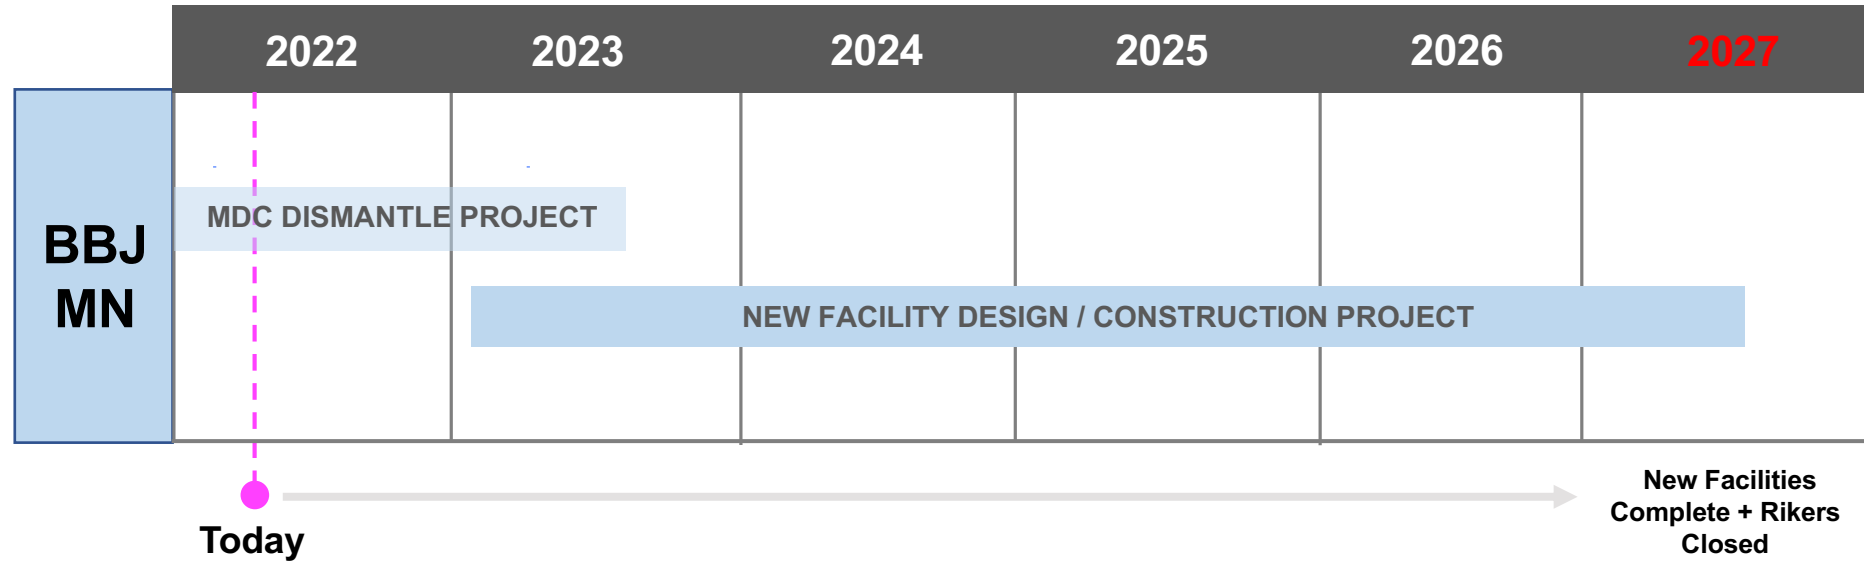 2022 2023 2024 2025 2026 2027
BBJ
MN
MDC DISMANTLE PROJECT
NEW FACILITY DESIGN / CONSTRUCTION PROJECT
Today
New Facilities
Complete + Rikers
Closed